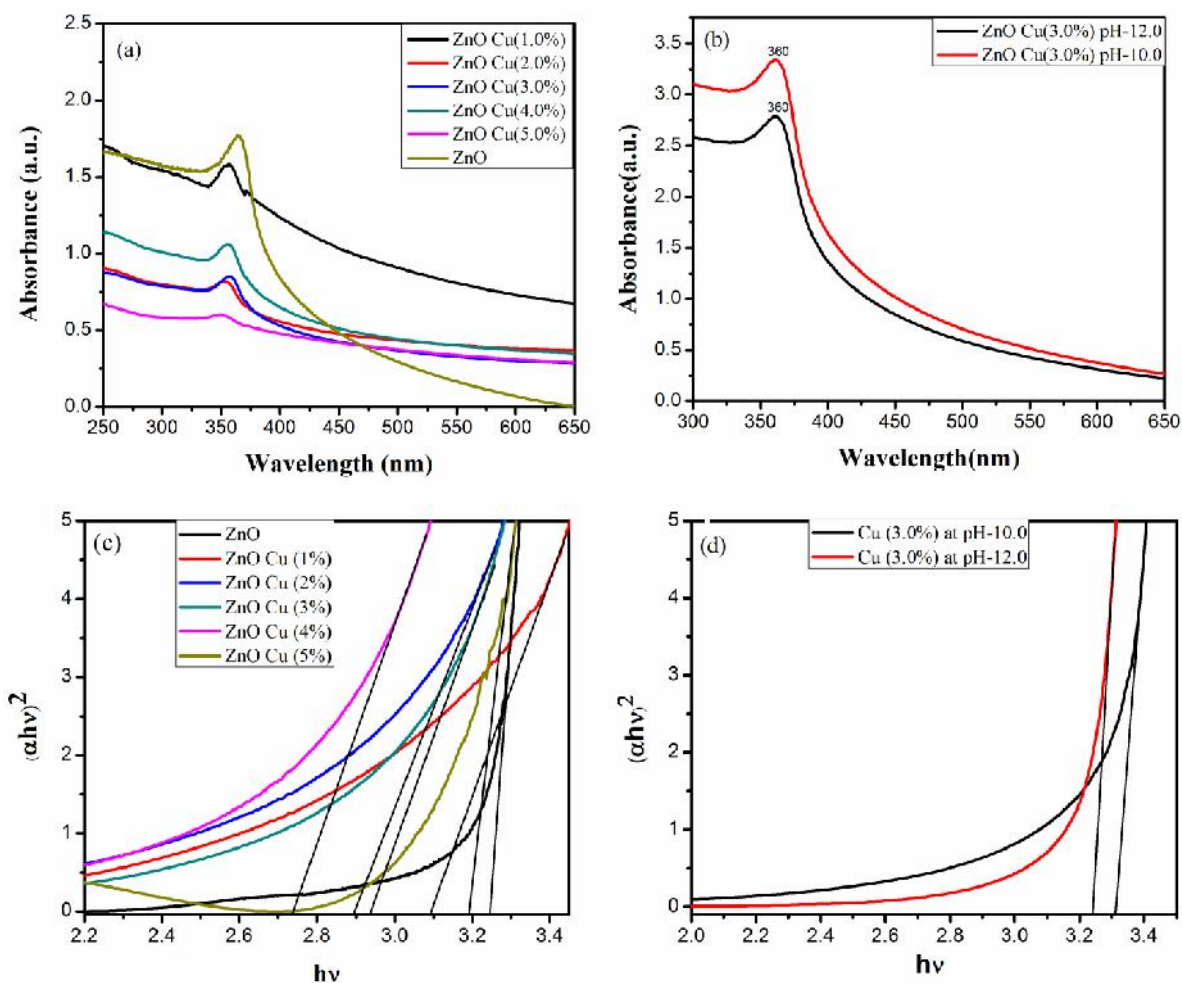 (a)
ZnO Cu(1.0%)
ZnO Cu(2.0%)
ZnO Cu(3.0%)
ZnO Cu(4.0%)
ZnO Cu(5.0%)
ZnO
2.5
2.0
1.5
1.0
0.5
0.0
Absorbance (a.u.)
250 300 350 400 450 500 550 600 650
Wavelength (nm)
(b)
ZnO Cu(3.0%) pH-12.0
ZnO Cu(3.0%) pH-10.0
360
360
3.5
3.0
2.5
2.0
1.5
1.0
0.5
0.0
Absorbance(a.u.)
300 350 400 450 500 550 600 650
Wavelength(nm)
(c)
ZnO
ZnO Cu (1%)
ZnO Cu (2%)
ZnO Cu (3%)
ZnO Cu (4%)
ZnO Cu (5%)
5
4
3
2
1
0
(αhν)²
2.2 2.4 2.6 2.8 3.0 3.2 3.4
hν
(d)
Cu (3.0%) at pH-10.0
Cu (3.0%) at pH-12.0
5
4
3
2
1
0
(αhν)²
2.0 2.2 2.4 2.6 2.8 3.0 3.2 3.4
hν